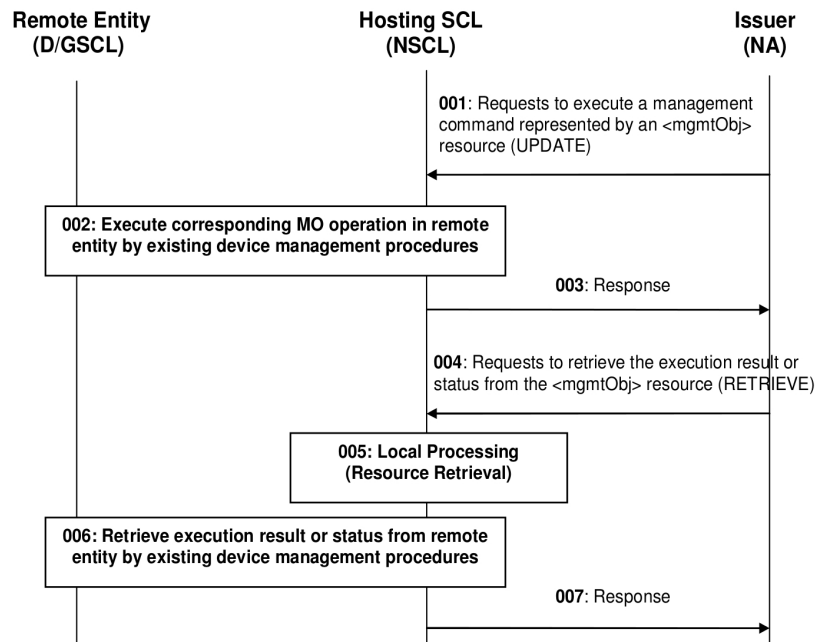 Remote Entity
(D/GSCL)
Hosting SCL
(NSCL)
Issuer
(NA)
001: Requests to execute a management
command represented by an <mgmtObj>
resource (UPDATE)
002: Execute corresponding MO operation in remote
entity by existing device management procedures
003: Response
004: Requests to retrieve the execution result or
status from the <mgmtObj> resource (RETRIEVE)
005: Local Processing
(Resource Retrieval)
006: Retrieve execution result or status from remote
entity by existing device management procedures
007: Response